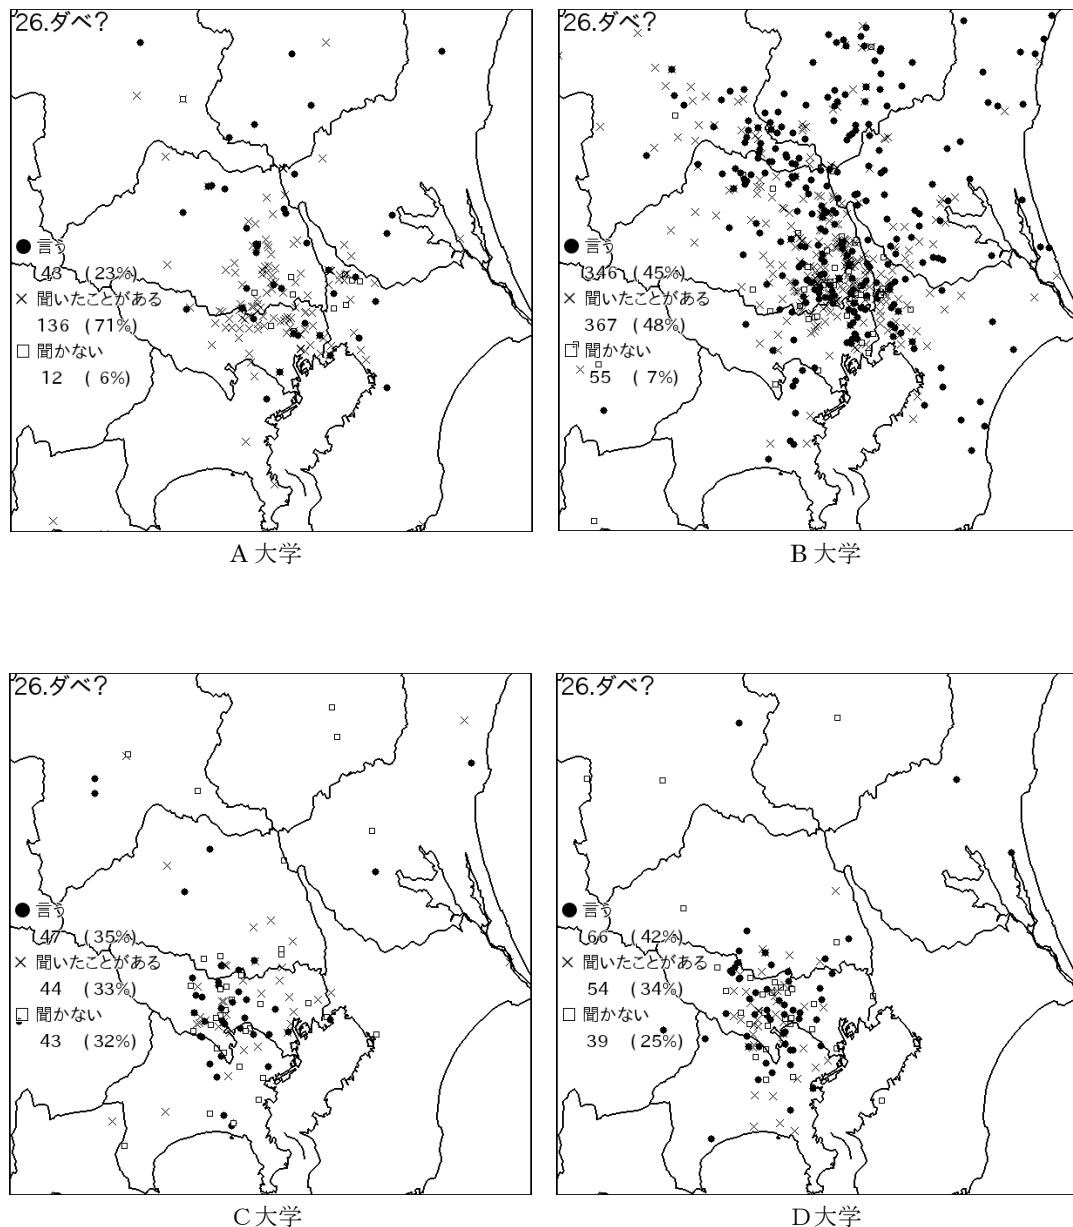 26.ダベ?
言う
43 (23%)
聞いたことがある
136 (71%)
聞かない
12 ( 6%)
A大学
26.ダベ?
言う
346 (45%)
聞いたことがある
367 (48%)
聞かない
55 ( 7%)
B大学
26.ダベ?
言う
47 (35%)
聞いたことがある
44 (33%)
聞かない
43 (32%)
C大学
26.ダベ?
言う
66 (42%)
聞いたことがある
54 (34%)
聞かない
39 (25%)
D大学